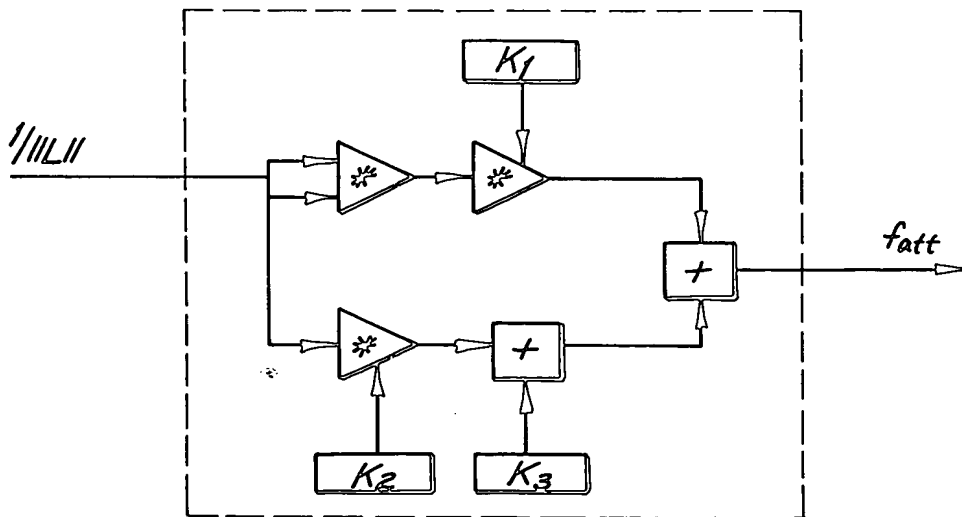 K1
1/||L||
*
*
fatt
+
*
+
K2
K3